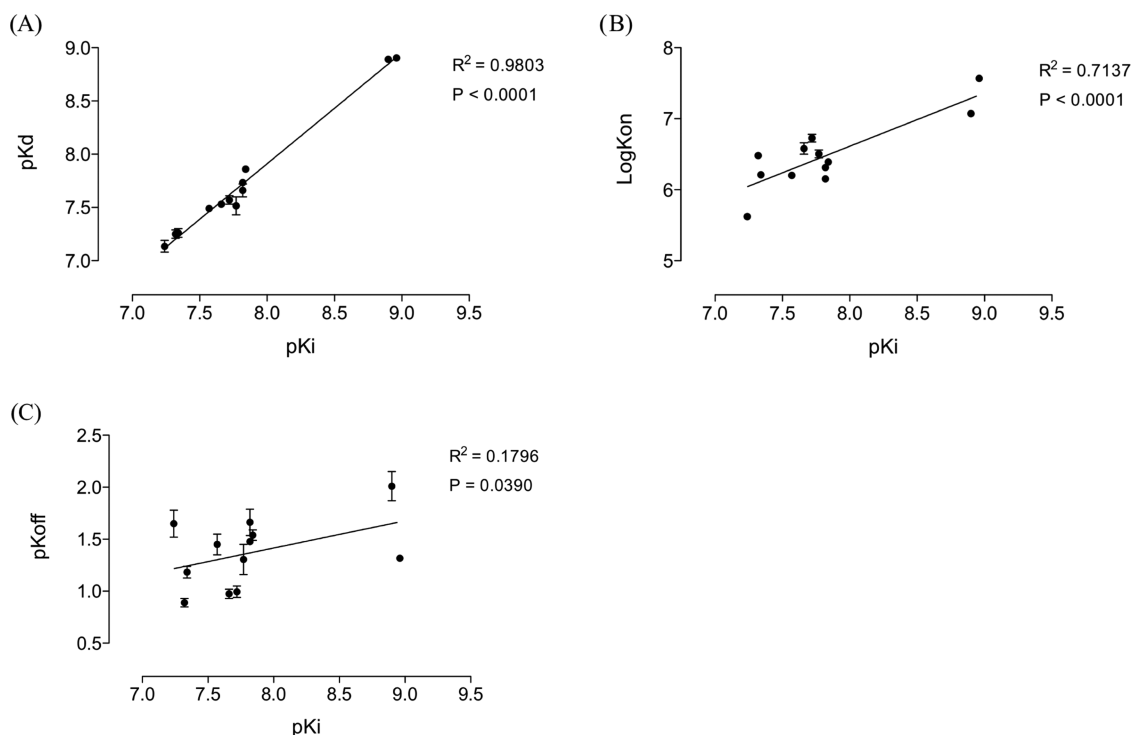 (A)
R² = 0.9803
P < 0.0001
pKd
9.0
8.5
8.0
7.5
7.0
7.0 7.5 8.0 8.5 9.0 9.5
pKi
(B)
R² = 0.7137
P < 0.0001
LogKon
8
7
6
5
7.0 7.5 8.0 8.5 9.0 9.5
pKi
(C)
R² = 0.1796
P = 0.0390
pKoff
2.5
2.0
1.5
1.0
0.5
7.0 7.5 8.0 8.5 9.0 9.5
pKi